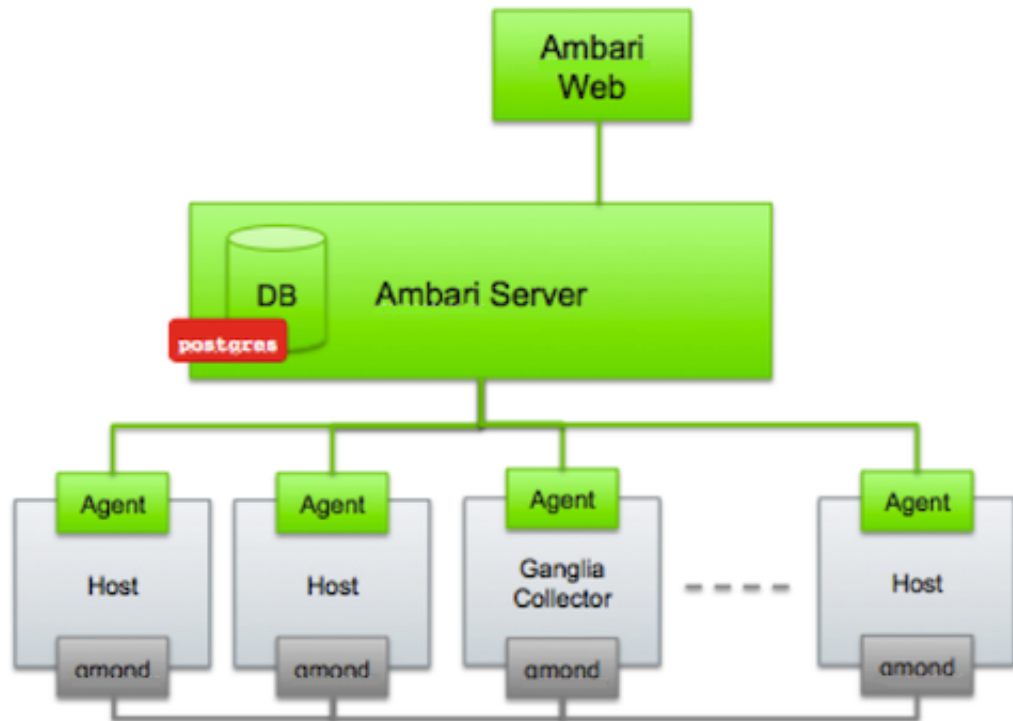 Ambari
Web
DB
Ambari Server
postgres
Agent
Agent
Agent
Agent
Host
Host
Ganglia
Collector
Host
gmond
gmond
gmond
gmond